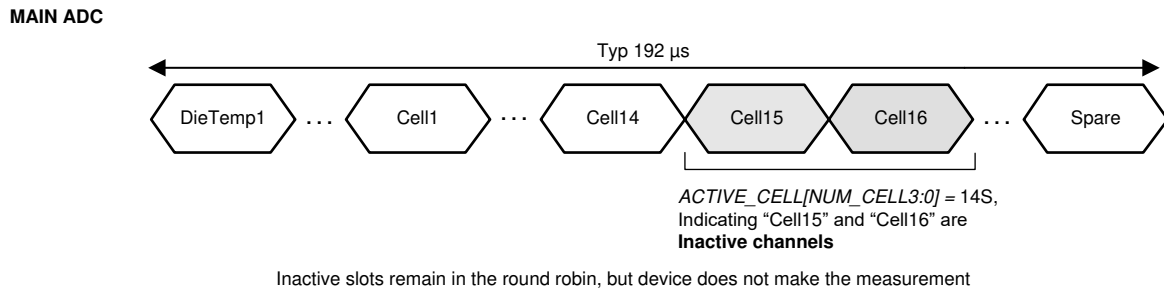 MAIN ADC
Typ 192 µs
DieTemp1 ... Cell1 ... Cell14 Cell15 Cell16 ... Spare
ACTIVE_CELL[NUM_CELL3:0] = 14S,
Indicating “Cell15” and “Cell16” are
Inactive channels
Inactive slots remain in the round robin, but device does not make the measurement